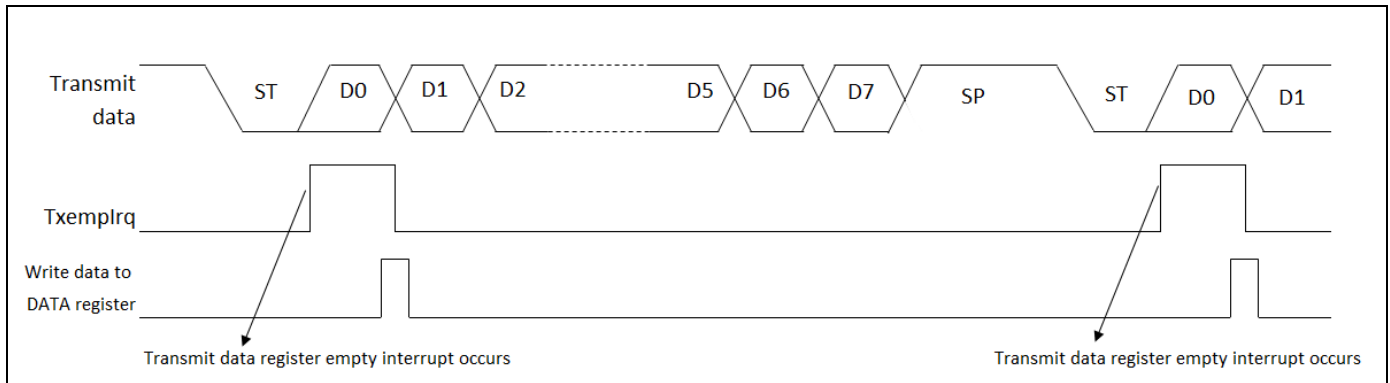 Transmit
data
ST D0 D1 D2 D5 D6 D7 SP ST D0 D1
TxempIrq
Write data to
DATA register
Transmit data register empty interrupt occurs
Transmit data register empty interrupt occurs